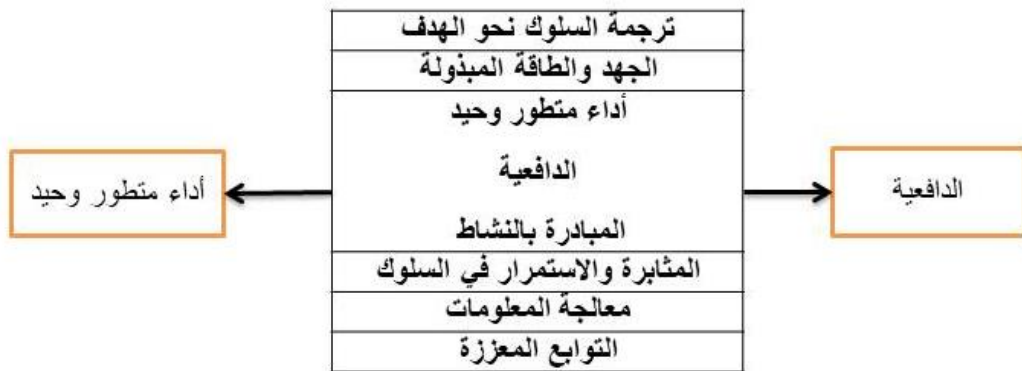 ترجمة السلوك نحو الهدف
الجهد والطاقة المبذولة
أداء متطور وحيد
الدافعية
المبادرة بالنشاط
المثابرة والاستمرار في السلوك
معالجة المعلومات
التوابع المعززة
الدافعية
أداء متطور وحيد